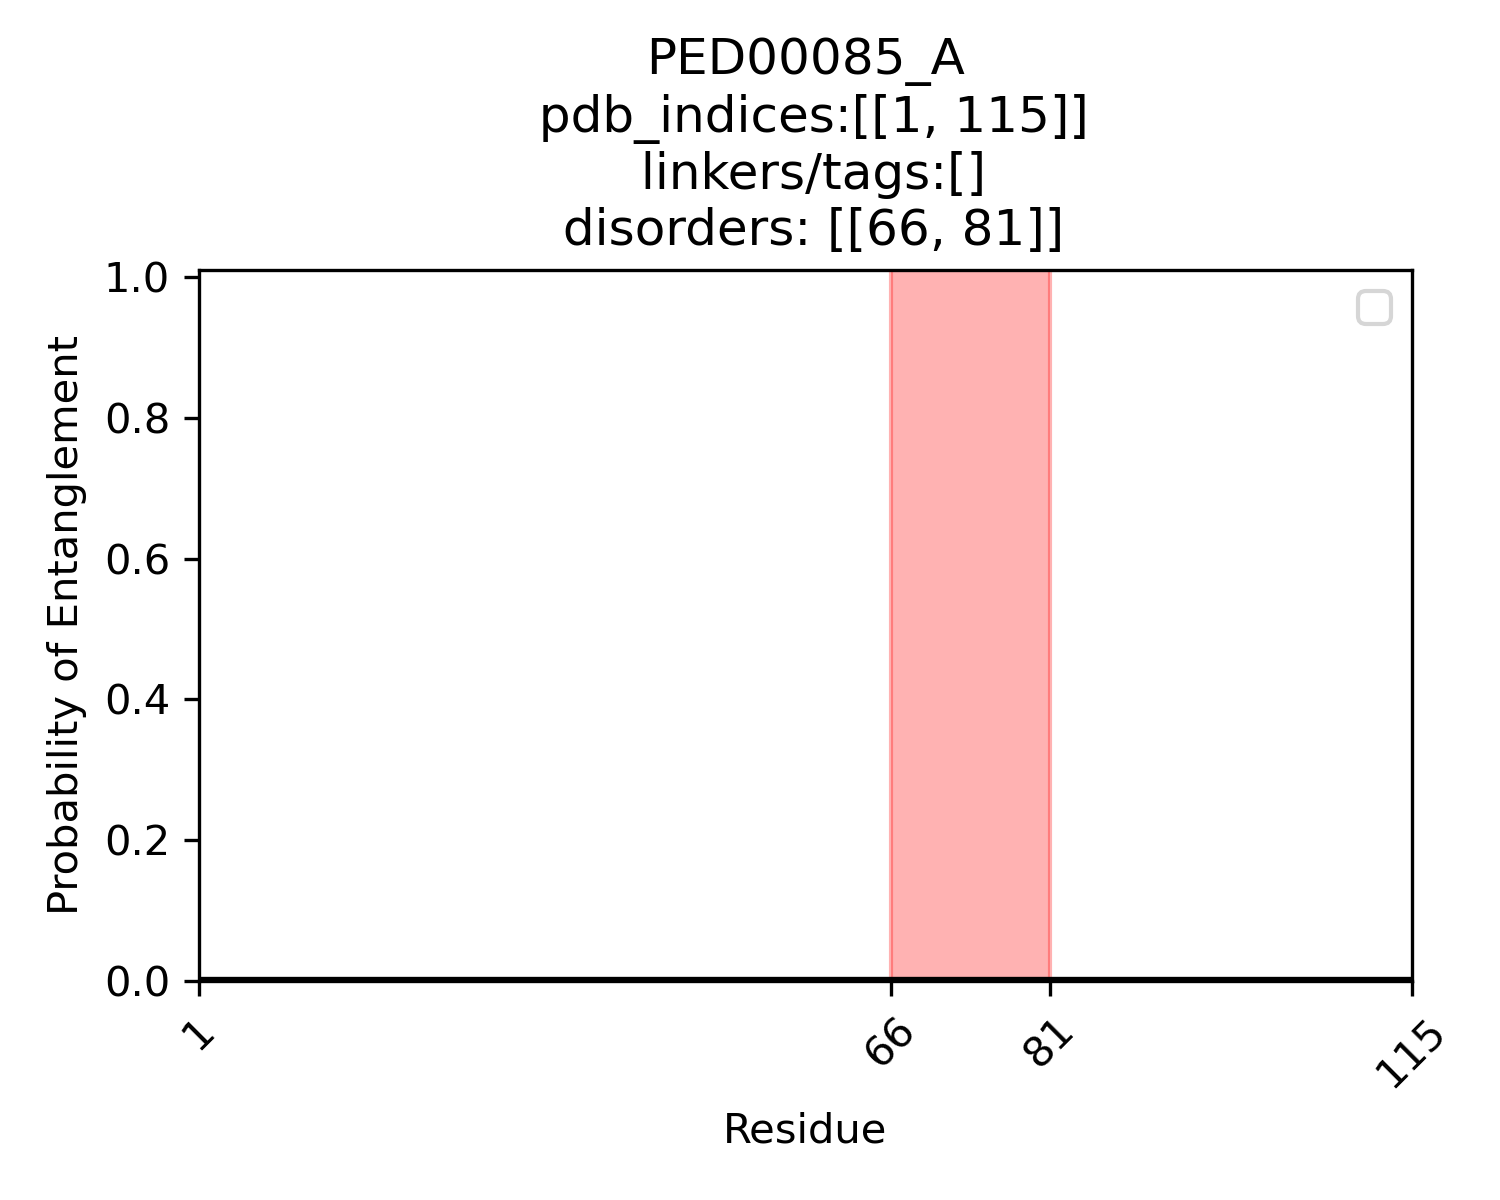 PED00085_A
pdb_indices:[[1, 115]]
linkers/tags:[]
disorders: [[66, 81]]
1.0
0.8
0.6
0.4
0.2
0.0
Probability of Entanglement
1
66
81
115
Residue